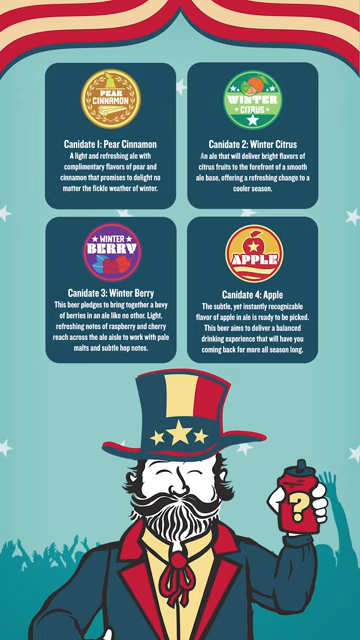 PEAR
CINNAMON
Canidate 1: Pear Cinnamon
A light and refreshing ale with
complimentary flavors of pear and
cinnamon that promises to delight no
matter the fickle weather of winter.
WINTER
CITRUS
Canidate 2: Winter Citrus
An ale that will deliver bright flavors of
citrus fruits to the forefront of a smooth
ale base, offering a refreshing change to a
cooler season.
WINTER
BERRY
Canidate 3: Winter Berry
This beer pledges to bring together a bevy
of berries in an ale like no other. Light,
refreshing notes of raspberry and cherry
reach across the ale aisle to work with pale
malts and subtle hop notes.
APPLE
Canidate 4: Apple
The subtle, yet instantly recognizable
flavor of apple in ale is ready to be picked.
This beer aims to deliver a balanced
drinking experience that will have you
coming back for more all season long.
?